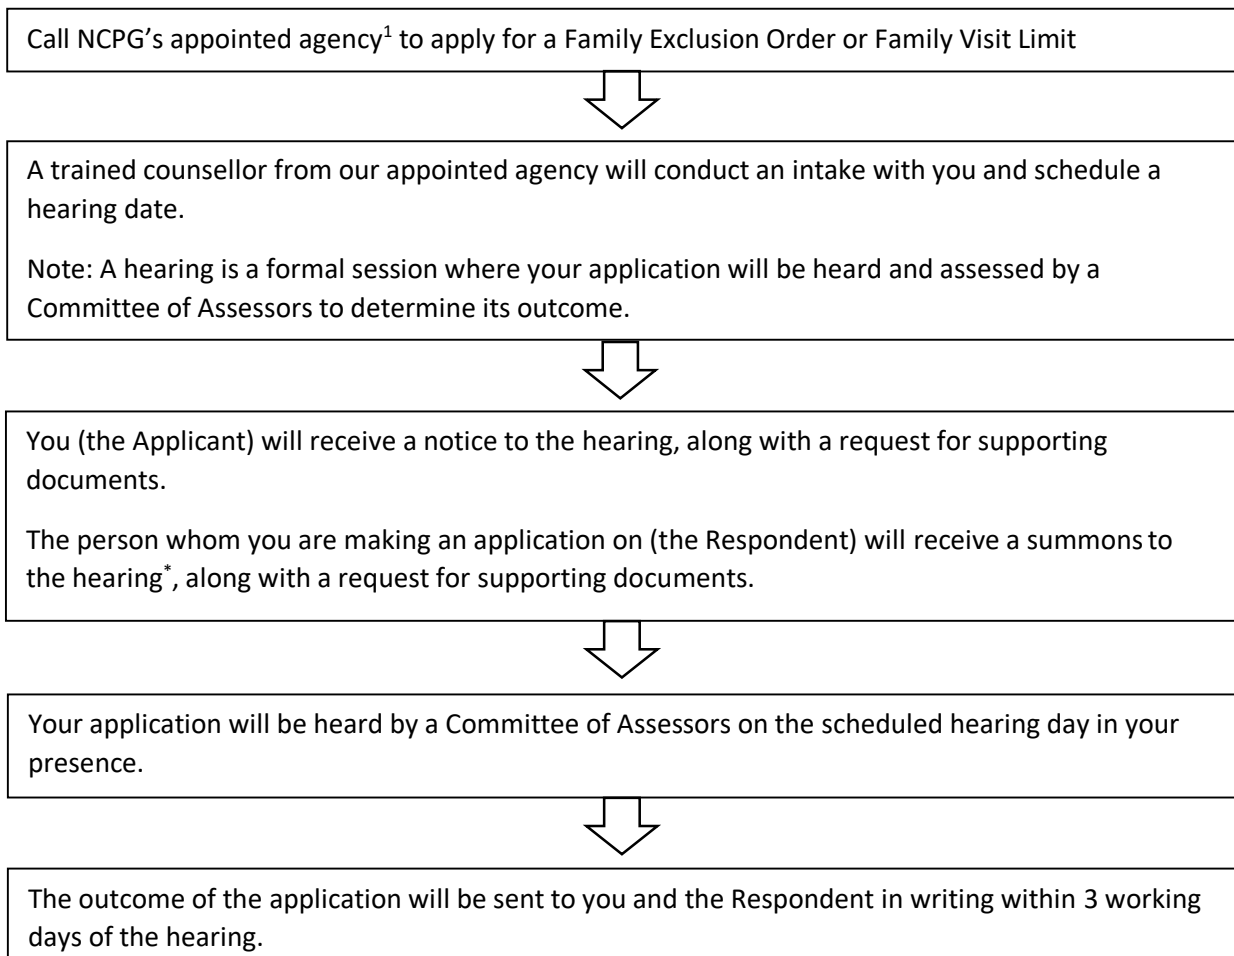 Call NCPG’s appointed agency¹ to apply for a Family Exclusion Order or Family Visit Limit
A trained counsellor from our appointed agency will conduct an intake with you and schedule a
hearing date.
Note: A hearing is a formal session where your application will be heard and assessed by a
Committee of Assessors to determine its outcome.
You (the Applicant) will receive a notice to the hearing, along with a request for supporting
documents.
The person whom you are making an application on (the Respondent) will receive a summons to
the hearing*, along with a request for supporting documents.
Your application will be heard by a Committee of Assessors on the scheduled hearing day in your
presence.
The outcome of the application will be sent to you and the Respondent in writing within 3 working
days of the hearing.